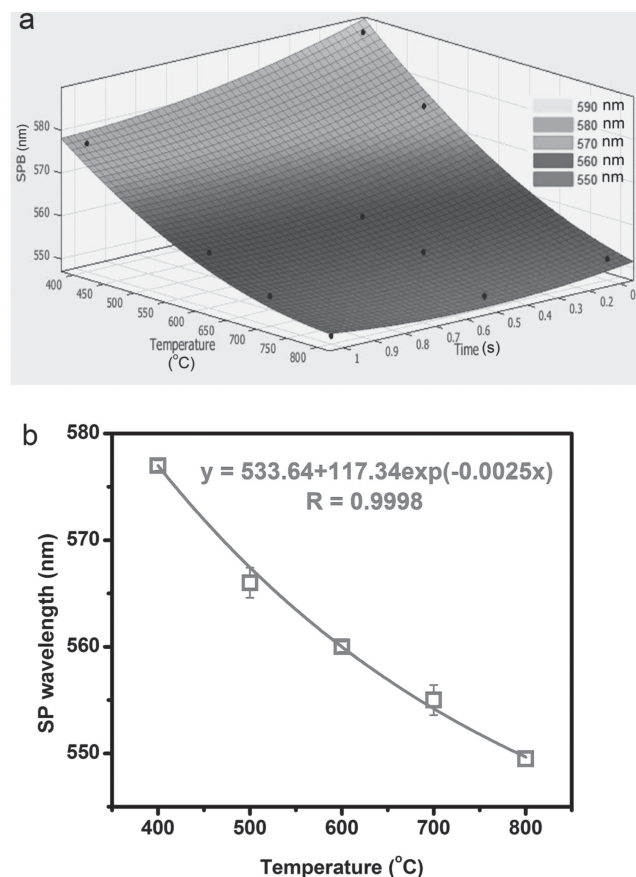 a
SPB (nm)
580
570
560
550
400
450
500
550
600
650
700
750
800
Temperature
(°C)
1
0.9
0.8
0.7
0.6
0.5
0.4
0.3
0.2
0.1
0
Time (s)
590 nm
580 nm
570 nm
560 nm
550 nm
b
580
570
560
550
SP wavelength (nm)
y = 533.64+117.34exp(-0.0025x)
R = 0.9998
400 500 600 700 800
Temperature (°C)